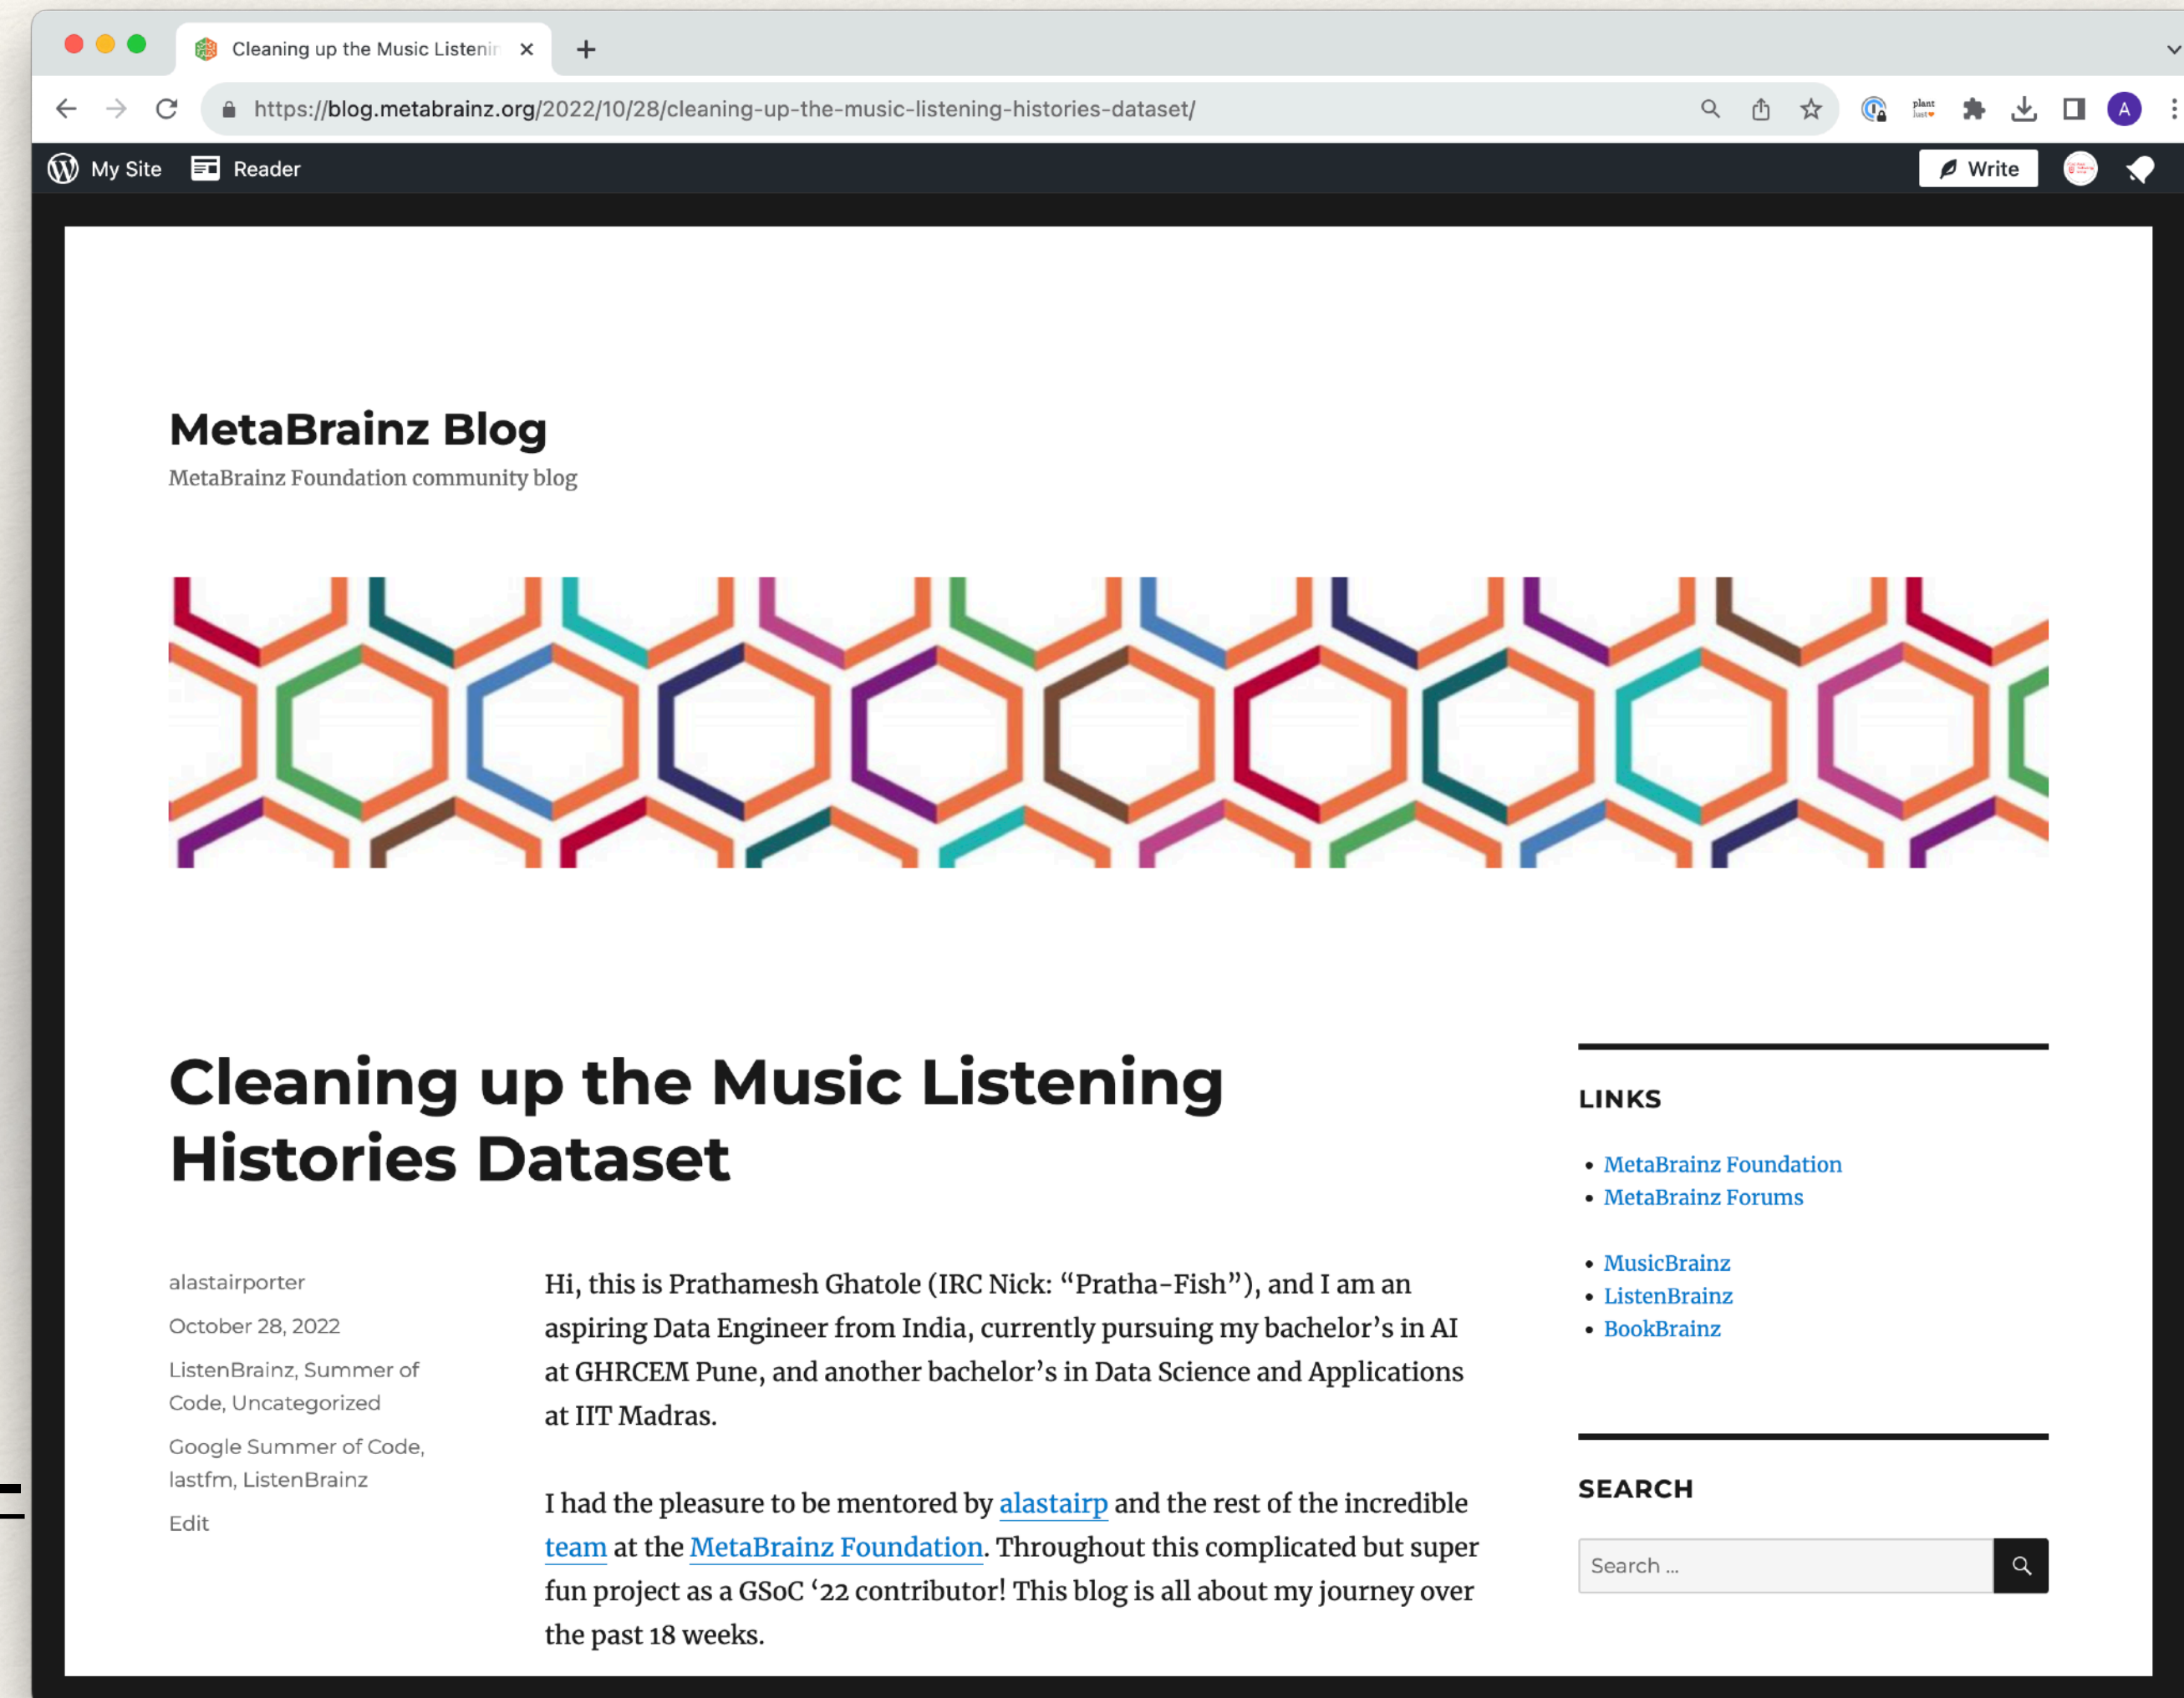 Cleaning up the Music Listenin
https://blog.metabrainz.org/2022/10/28/cleaning-up-the-music-listening-histories-dataset/
plant
just
A
My Site
Reader
Write
MetaBrainz Blog
MetaBrainz Foundation community blog
Cleaning up the Music Listening
Histories Dataset
alastairporter
October 28, 2022
ListenBrainz, Summer of
Code, Uncategorized
Google Summer of Code,
lastfm, ListenBrainz
Edit
Hi, this is Prathamesh Ghatole (IRC Nick: “Pratha-Fish”), and I am an
aspiring Data Engineer from India, currently pursuing my bachelor’s in AI
at GHRCEM Pune, and another bachelor’s in Data Science and Applications
at IIT Madras.
I had the pleasure to be mentored by alastairp and the rest of the incredible
team at the MetaBrainz Foundation. Throughout this complicated but super
fun project as a GSoC ‘22 contributor! This blog is all about my journey over
the past 18 weeks.
LINKS
• MetaBrainz Foundation
• MetaBrainz Forums
• MusicBrainz
• ListenBrainz
• BookBrainz
SEARCH
Search ...